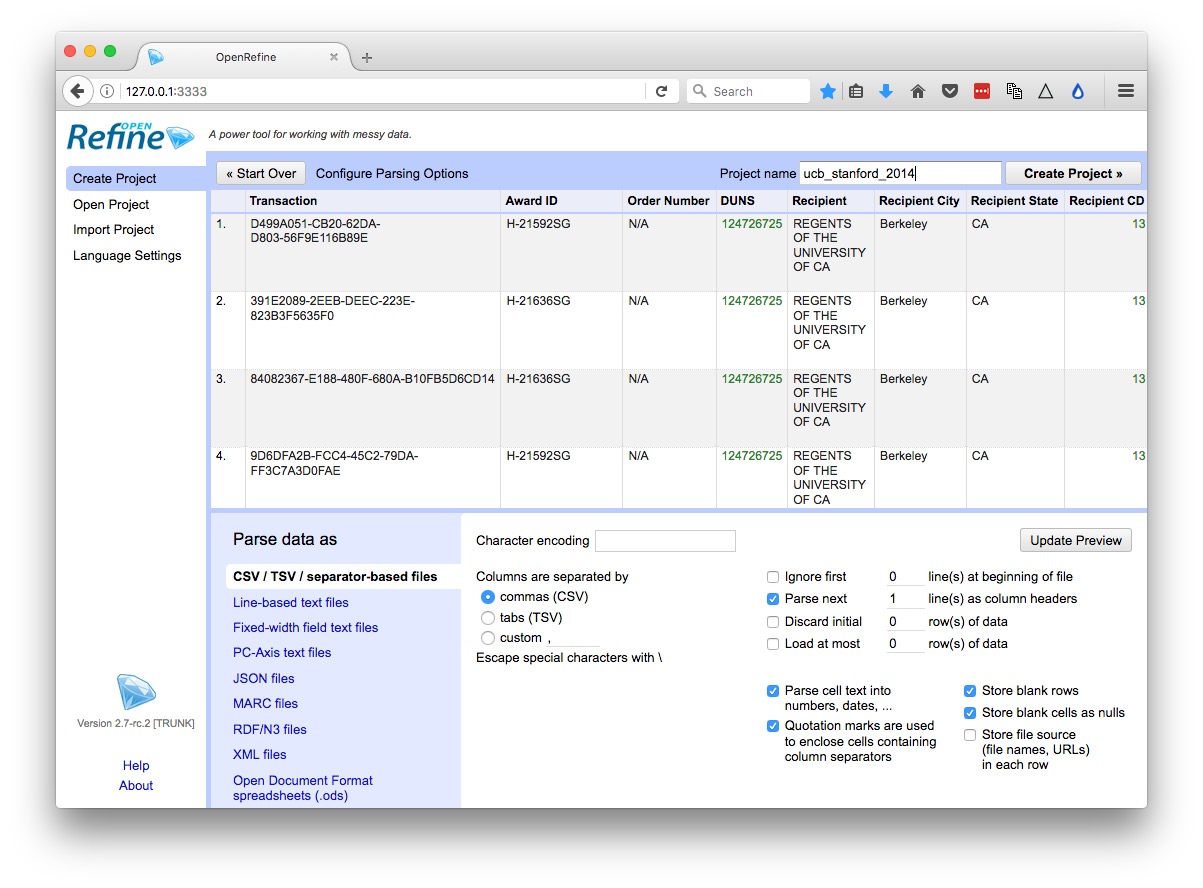 OpenRefine
127.0.0.1:3333
Search
OPEN
Refine
A power tool for working with messy data.
Create Project
Open Project
Import Project
Language Settings
« Start Over Configure Parsing Options Project name ucb_stanford_2014 Create Project »
Transaction Award ID Order Number DUNS Recipient Recipient City Recipient State Recipient CD
1. D499A051-CB20-62DA- H-21592SG N/A 124726725 REGENTS Berkeley CA 13
D803-56F9E116B89E OF THE
UNIVERSITY
OF CA
2. 391E2089-2EEB-DEEC-223E- H-21636SG N/A 124726725 REGENTS Berkeley CA 13
823B3F5635F0 OF THE
UNIVERSITY
OF CA
3. 84082367-E188-480F-680A-B10FB5D6CD14 H-21636SG N/A 124726725 REGENTS Berkeley CA 13
OF THE
UNIVERSITY
OF CA
4. 9D6DFA2B-FCC4-45C2-79DA- H-21592SG N/A 124726725 REGENTS Berkeley CA 13
FF3C7A3D0FAE OF THE
UNIVERSITY
OF CA
Parse data as
CSV / TSV / separator-based files
Line-based text files
Fixed-width field text files
PC-Axis text files
JSON files
MARC files
RDF/N3 files
XML files
Open Document Format
spreadsheets (.ods)
Character encoding
Update Preview
Columns are separated by
commas (CSV)
tabs (TSV)
custom ,
Escape special characters with \
Ignore first 0 line(s) at beginning of file
Parse next 1 line(s) as column headers
Discard initial 0 row(s) of data
Load at most 0 row(s) of data
Parse cell text into
numbers, dates, ...
Quotation marks are used
to enclose cells containing
column separators
Store blank rows
Store blank cells as nulls
Store file source
(file names, URLs)
in each row
Version 2.7-rc.2 [TRUNK]
Help
About